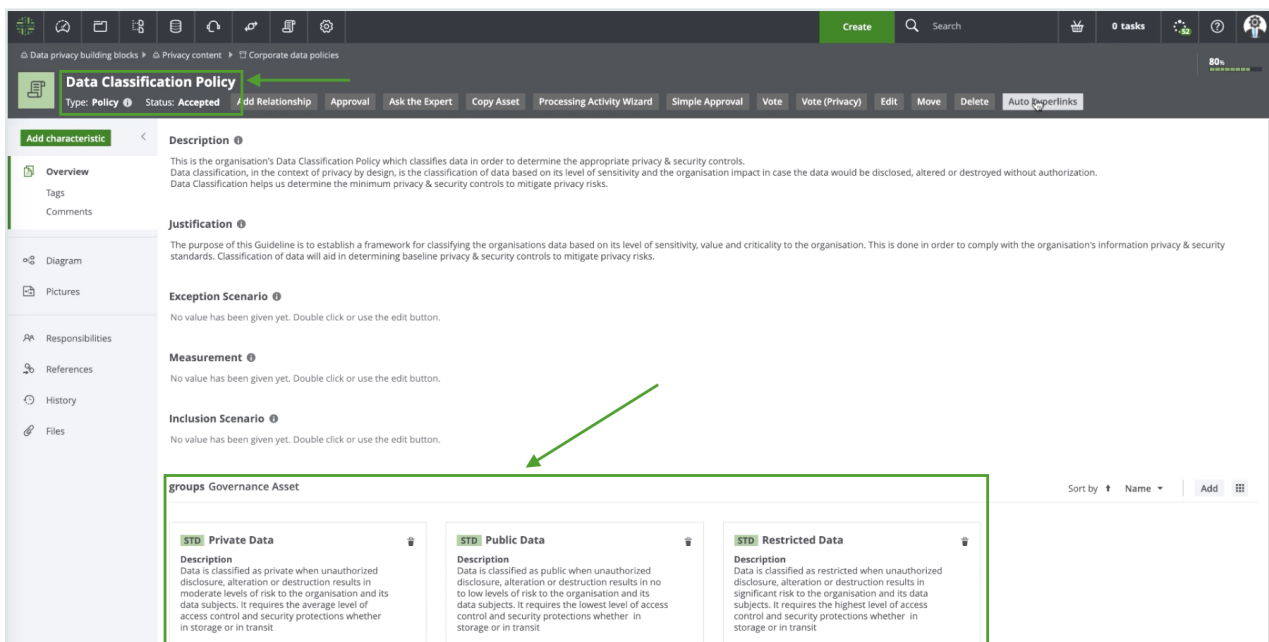 Create
Search
0 tasks
52
Data privacy building blocks Privacy content Corporate data policies
80%
Data Classification Policy
Type: Policy Status: Accepted
Add Relationship Approval Ask the Expert Copy Asset Processing Activity Wizard Simple Approval Vote Vote (Privacy) Edit Move Delete Auto Hyperlinks
Add characteristic
Overview
Tags
Comments
Diagram
Pictures
Responsibilities
References
History
Files
Description
This is the organisation's Data Classification Policy which classifies data in order to determine the appropriate privacy & security controls.
Data classification, in the context of privacy by design, is the classification of data based on its level of sensitivity and the organisation impact in case the data would be disclosed, altered or destroyed without authorization.
Data Classification helps us determine the minimum privacy & security controls to mitigate privacy risks.
Justification
The purpose of this Guideline is to establish a framework for classifying the organisations data based on its level of sensitivity, value and criticality to the organisation. This is done in order to comply with the organisation's information privacy & security
standards. Classification of data will aid in determining baseline privacy & security controls to mitigate privacy risks.
Exception Scenario
No value has been given yet. Double click or use the edit button.
Measurement
No value has been given yet. Double click or use the edit button.
Inclusion Scenario
No value has been given yet. Double click or use the edit button.
groups Governance Asset
Sort by Name Add
STD Private Data
Description
Data is classified as private when unauthorized
disclosure, alteration or destruction results in
moderate levels of risk to the organisation and its
data subjects. It requires the average level of
access control and security protections whether
in storage or in transit
STD Public Data
Description
Data is classified as public when unauthorized
disclosure, alteration or destruction results in no
to low levels of risk to the organisation and its
data subjects. It requires the lowest level of access
control and security protections whether in
storage or in transit
STD Restricted Data
Description
Data is classified as restricted when unauthorized
disclosure, alteration or destruction results in
significant risk to the organisation and its data
subjects. It requires the highest level of access
control and security protections whether in
storage or in transit